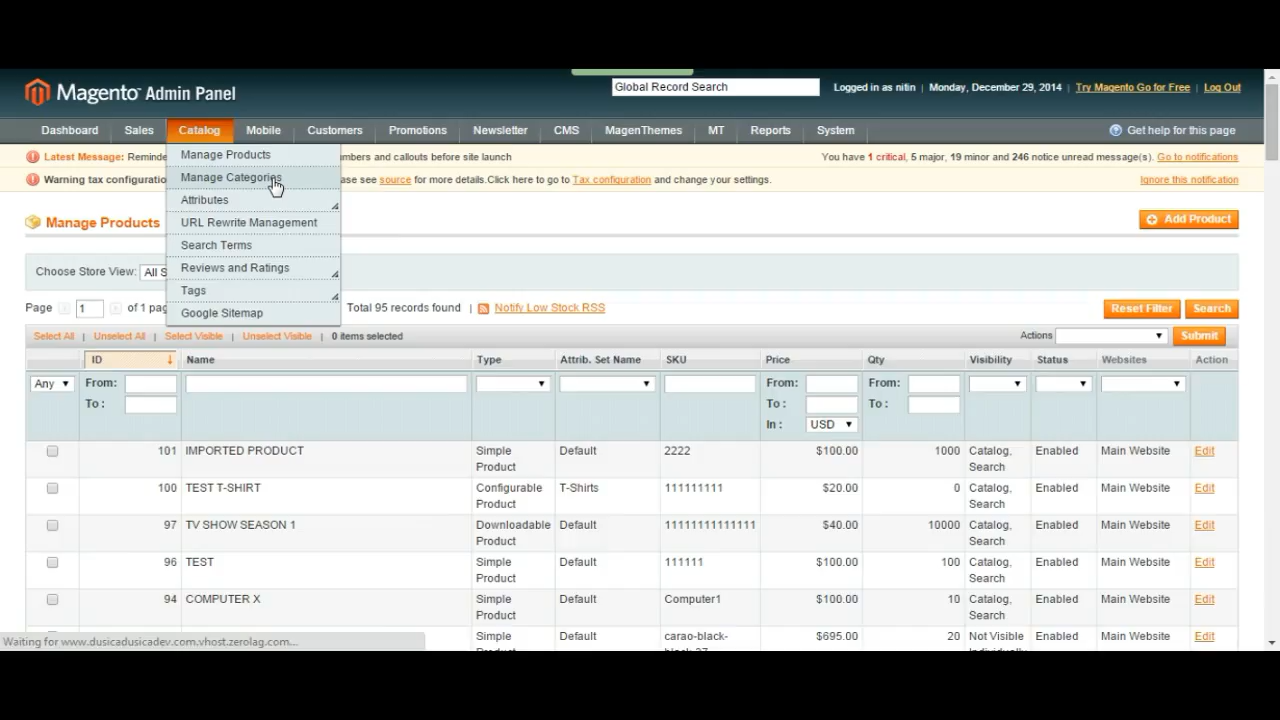 Magento Admin Panel
Global Record Search
Logged in as nitin | Monday, December 29, 2014 | Try Magento Go for Free | Log Out
Dashboard Sales Catalog Mobile Customers Promotions Newsletter CMS MagenThemes MT Reports System Get help for this page
Latest Message: Reminde umbers and callouts before site launch You have 1 critical, 5 major, 19 minor and 246 notice unread message(s). Go to notifications
Warning tax configuratio ase see source for more details.Click here to go to Tax configuration and change your settings. Ignore this notification
Manage Products
Manage Categories
Attributes
URL Rewrite Management
Search Terms
Reviews and Ratings
Tags
Google Sitemap
Manage Products Add Product
Choose Store View: All S
Page 1 of 1 pag Total 95 records found | Notify Low Stock RSS Reset Filter Search
Select All | Unselect All | Select Visible | Unselect Visible | 0 items selected Actions Submit
ID Name Type Attrib. Set Name SKU Price Qty Visibility Status Websites Action
Any From: From: From:
To : To : To :
In : USD
101 IMPORTED PRODUCT Simple Default 2222 $100.00 1000 Catalog, Enabled Main Website Edit
Product Search
100 TEST T-SHIRT Configurable T-Shirts 111111111 $20.00 0 Catalog, Enabled Main Website Edit
Product Search
97 TV SHOW SEASON 1 Downloadable Default 11111111111111 $40.00 10000 Catalog, Enabled Main Website Edit
Product Search
96 TEST Simple Default 111111 $100.00 100 Catalog, Enabled Main Website Edit
Product Search
94 COMPUTER X Simple Default Computer1 $100.00 10 Catalog, Enabled Main Website Edit
Product Search
Simple Default carao-black- $695.00 20 Not Visible Enabled Main Website Edit
Waiting for www.dusicadusicadev.com.vhost.zerolag.com...